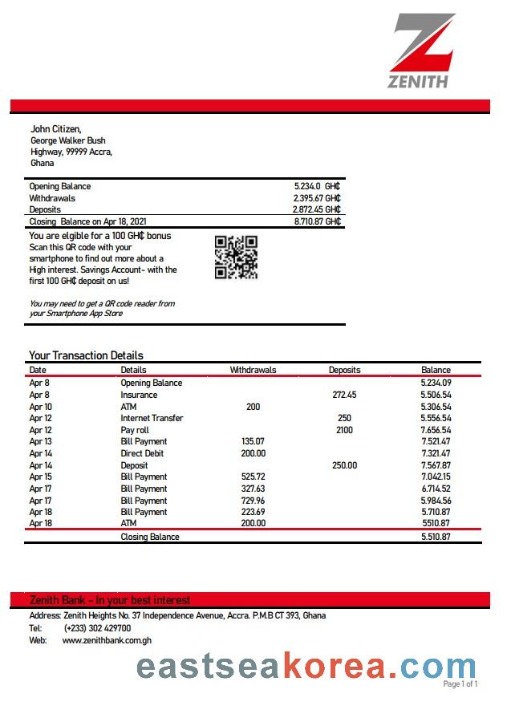 ZENITH
John Citizen,
George Walker Bush
Highway, 99999 Accra,
Ghana
Opening Balance 5.234.0 GH₵
Withdrawals 2.395.67 GH₵
Deposits 2.872.45 GH₵
Closing Balance on Apr 18, 2021 8.710.87 GH₵
You are elgible for a 100 GH₵ bonus
Scan this QR code with your
smartphone to find out more about a
High interest. Savings Account- with the
first 100 GH₵ deposit on us!
You may need to get a QR code reader from
your Smartphone App Store
Your Transaction Details
Date Details Withdrawals Deposits Balance
Apr 8 Opening Balance 5.234.09
Apr 8 Insurance 272.45 5.506.54
Apr 10 ATM 200 5.306.54
Apr 12 Internet Transfer 250 5.556.54
Apr 12 Pay roll 2100 7.656.54
Apr 13 Bill Payment 135.07 7.521.47
Apr 14 Direct Debit 200.00 7.321.47
Apr 14 Deposit 250.00 7.567.87
Apr 15 Bill Payment 525.72 7.042.15
Apr 17 Bill Payment 327.63 6.714.52
Apr 17 Bill Payment 729.96 5.984.56
Apr 18 Bill Payment 223.69 5.710.87
Apr 18 ATM 200.00 5510.87
Closing Balance 5.510.87
Zenith Bank - In your best interest
Address: Zenith Heights No. 37 Independence Avenue, Accra. P.M.B CT 393, Ghana
Tel: (+233) 302 429700
Web: www.zenithbank.com.gh
eastseakorea.com
Page 1 of 1